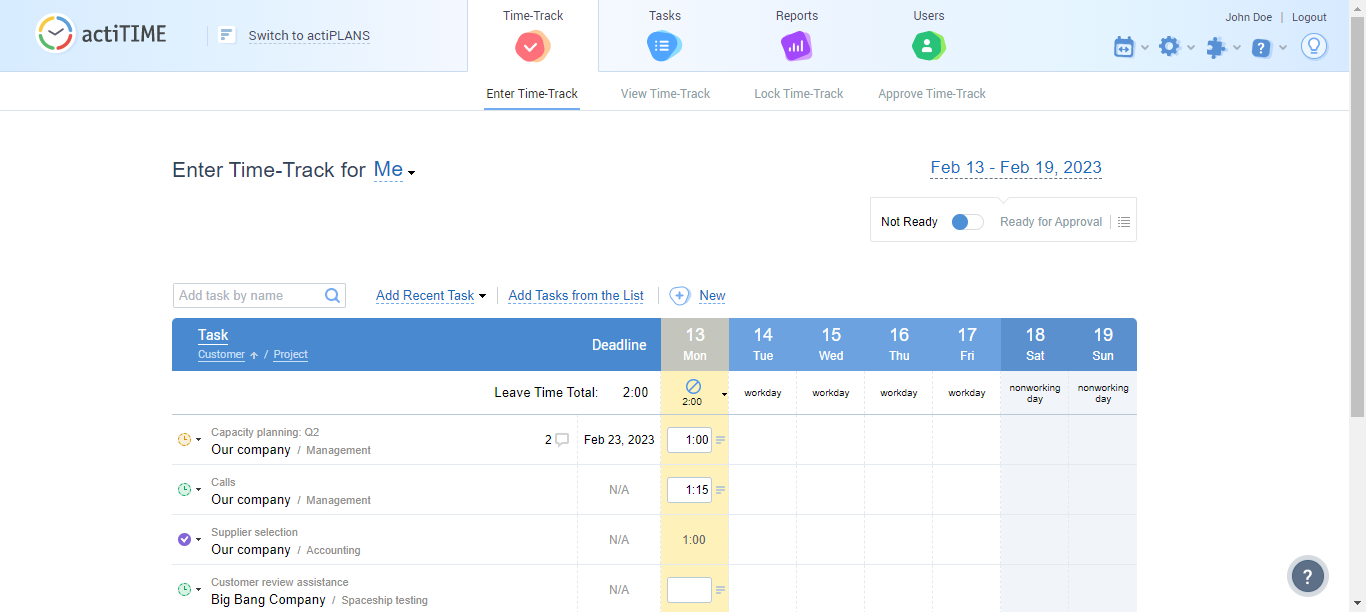 Time-Track
Tasks
Reports
Users
John Doe | Logout
actiTIME
Switch to actiPLANS
Enter Time-Track
View Time-Track
Lock Time-Track
Approve Time-Track
Enter Time-Track for Me
Feb 13 - Feb 19, 2023
Not Ready
Ready for Approval
Add task by name
Add Recent Task
Add Tasks from the List
New
Task
Customer / Project
Deadline
13
Mon
14
Tue
15
Wed
16
Thu
17
Fri
18
Sat
19
Sun
Leave Time Total: 2:00
2:00
workday
workday
workday
workday
nonworking
day
nonworking
day
Capacity planning: Q2
Our company / Management
2
Feb 23, 2023
1:00
Calls
Our company / Management
N/A
1:15
Supplier selection
Our company / Accounting
N/A
1:00
Customer review assistance
Big Bang Company / Spaceship testing
N/A
?